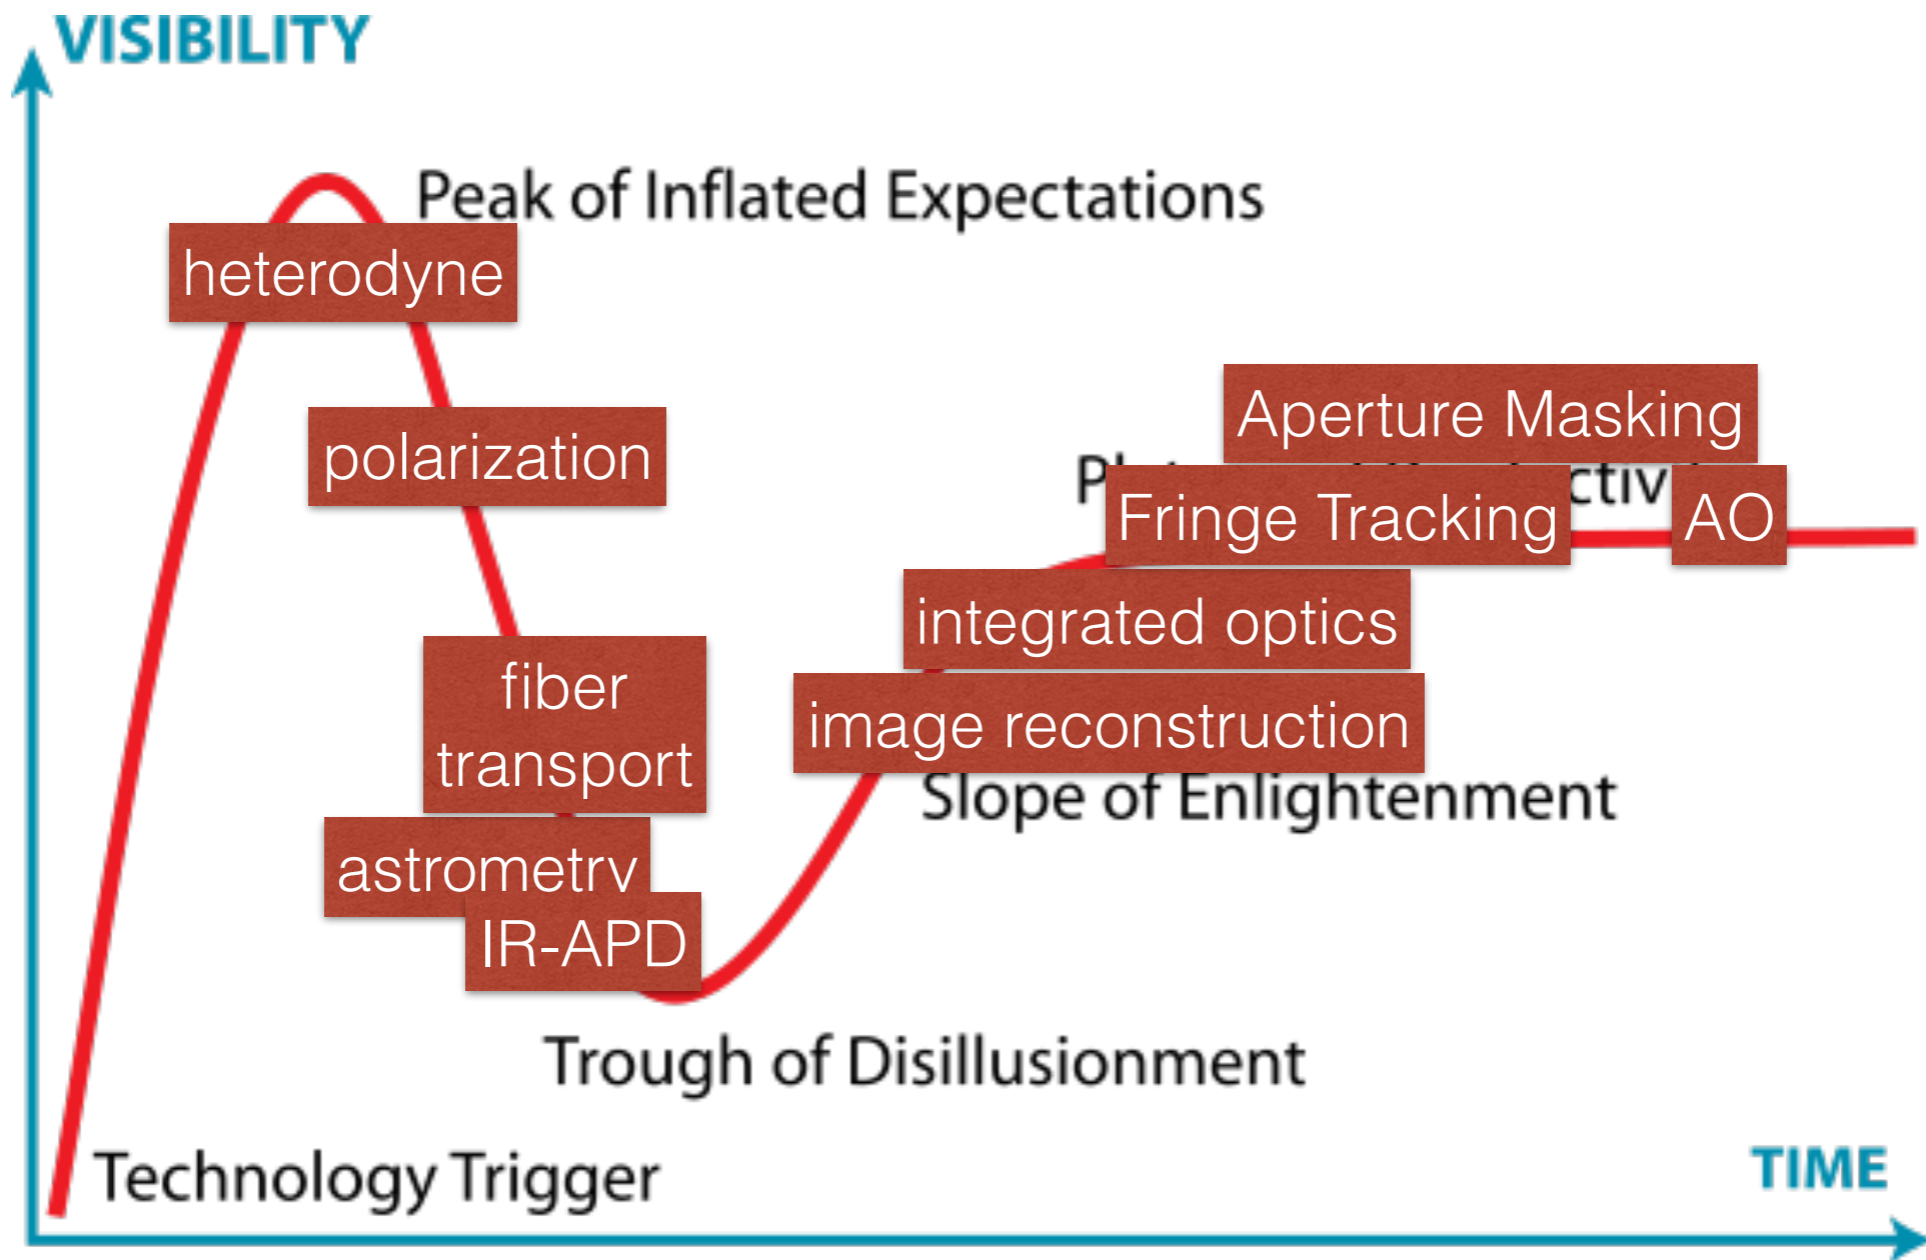 VISIBILITY
Peak of Inflated Expectations
heterodyne
Aperture Masking
polarization
Fringe Tracking
AO
integrated optics
fiber
transport
image reconstruction
Slope of Enlightenment
astrometry
IR-APD
Trough of Disillusionment
Technology Trigger
TIME